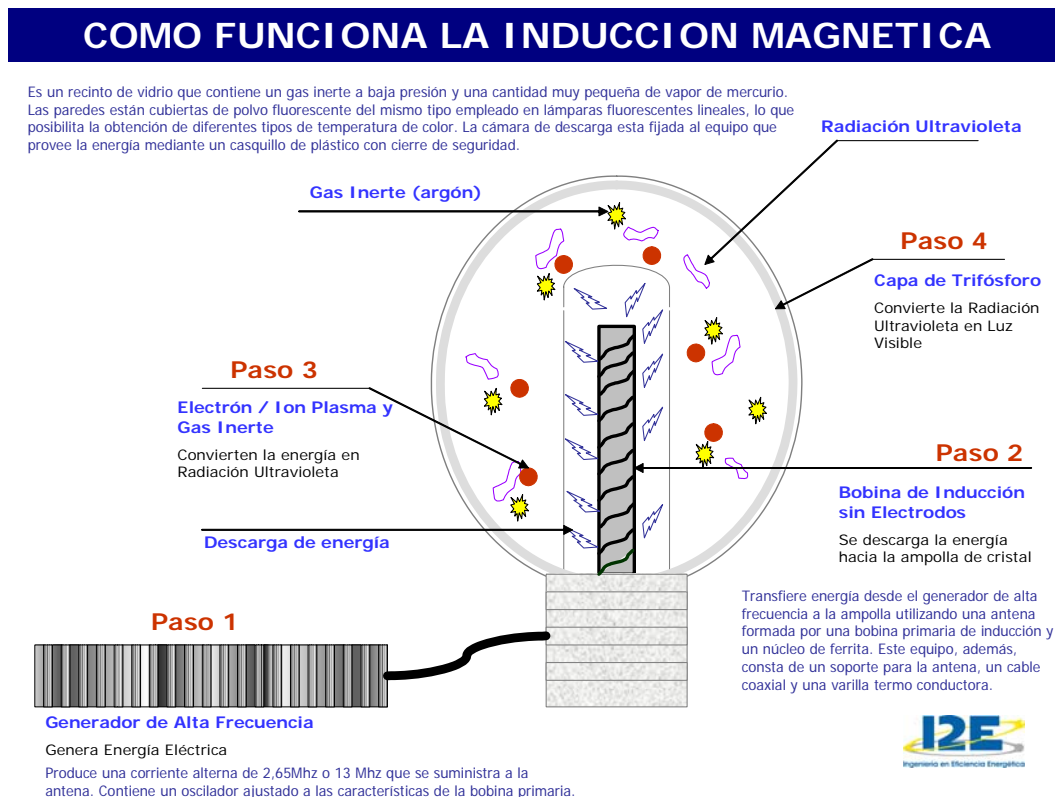 COMO FUNCIONA LA INDUCCION MAGNETICA
Es un recinto de vidrio que contiene un gas inerte a baja presión y una cantidad muy pequeña de vapor de mercurio.
Las paredes están cubiertas de polvo fluorescente del mismo tipo empleado en lámparas fluorescentes lineales, lo que
posibilita la obtención de diferentes tipos de temperatura de color. La cámara de descarga esta fijada al equipo que
provee la energía mediante un casquillo de plástico con cierre de seguridad.
Radiación Ultravioleta
Gas Inerte (argón)
Paso 4
Capa de Trifósforo
Convierte la Radiación
Ultravioleta en Luz
Visible
Paso 3
Electrón / Ion Plasma y
Gas Inerte
Convierten la energía en
Radiación Ultravioleta
Paso 2
Bobina de Inducción
sin Electrodos
Se descarga la energía
hacia la ampolla de cristal
Descarga de energía
Transfiere energía desde el generador de alta
frecuencia a la ampolla utilizando una antena
formada por una bobina primaria de inducción y
un núcleo de ferrita. Este equipo, además,
consta de un soporte para la antena, un cable
coaxial y una varilla termo conductora.
Paso 1
Generador de Alta Frecuencia
Genera Energía Eléctrica
Produce una corriente alterna de 2,65Mhz o 13 Mhz que se suministra a la
antena. Contiene un oscilador ajustado a las características de la bobina primaria.
I2E
Ingeniería en Eficiencia Energética